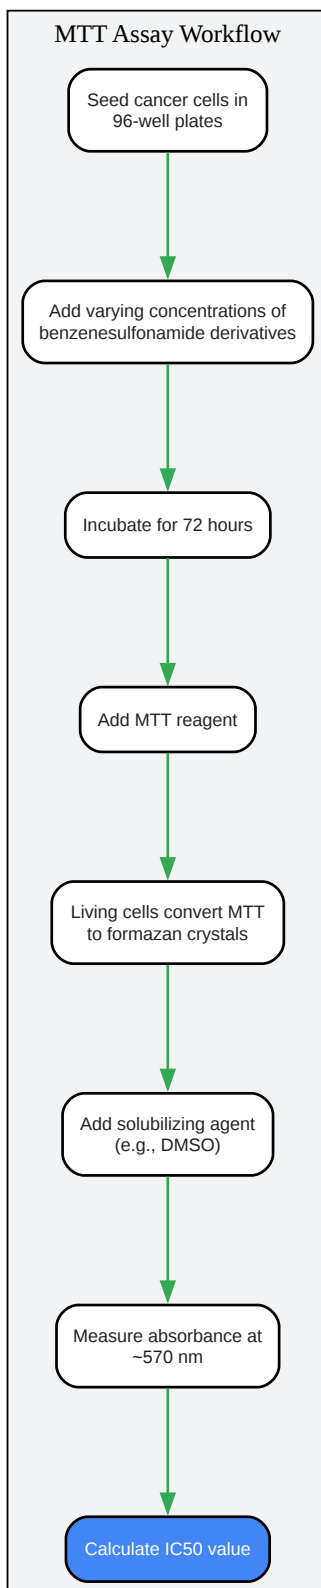 MTT Assay Workflow
Seed cancer cells in
96-well plates
Add varying concentrations of
benzenesulfonamide derivatives
Incubate for 72 hours
Add MTT reagent
Living cells convert MTT
to formazan crystals
Add solubilizing agent
(e.g., DMSO)
Measure absorbance at
~570 nm
Calculate IC50 value